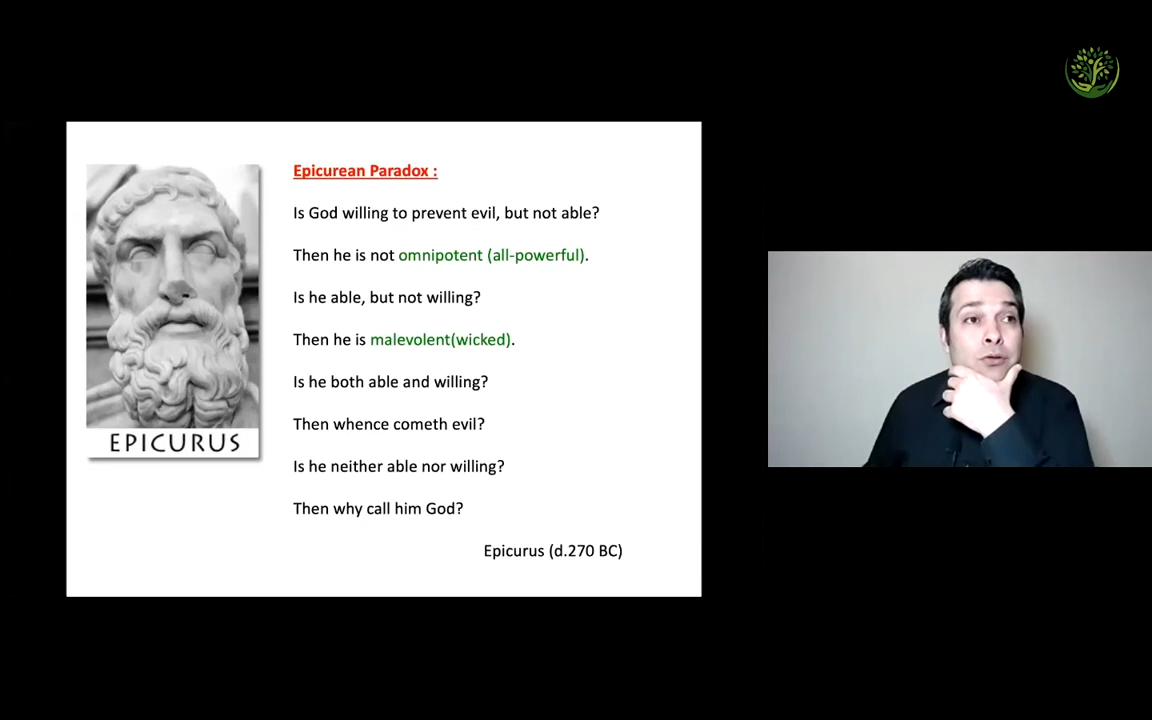 Epicurean Paradox :
Is God willing to prevent evil, but not able?
Then he is not omnipotent (all-powerful).
Is he able, but not willing?
Then he is malevolent(wicked).
Is he both able and willing?
Then whence cometh evil?
Is he neither able nor willing?
Then why call him God?
Epicurus (d.270 BC)
EPICURUS